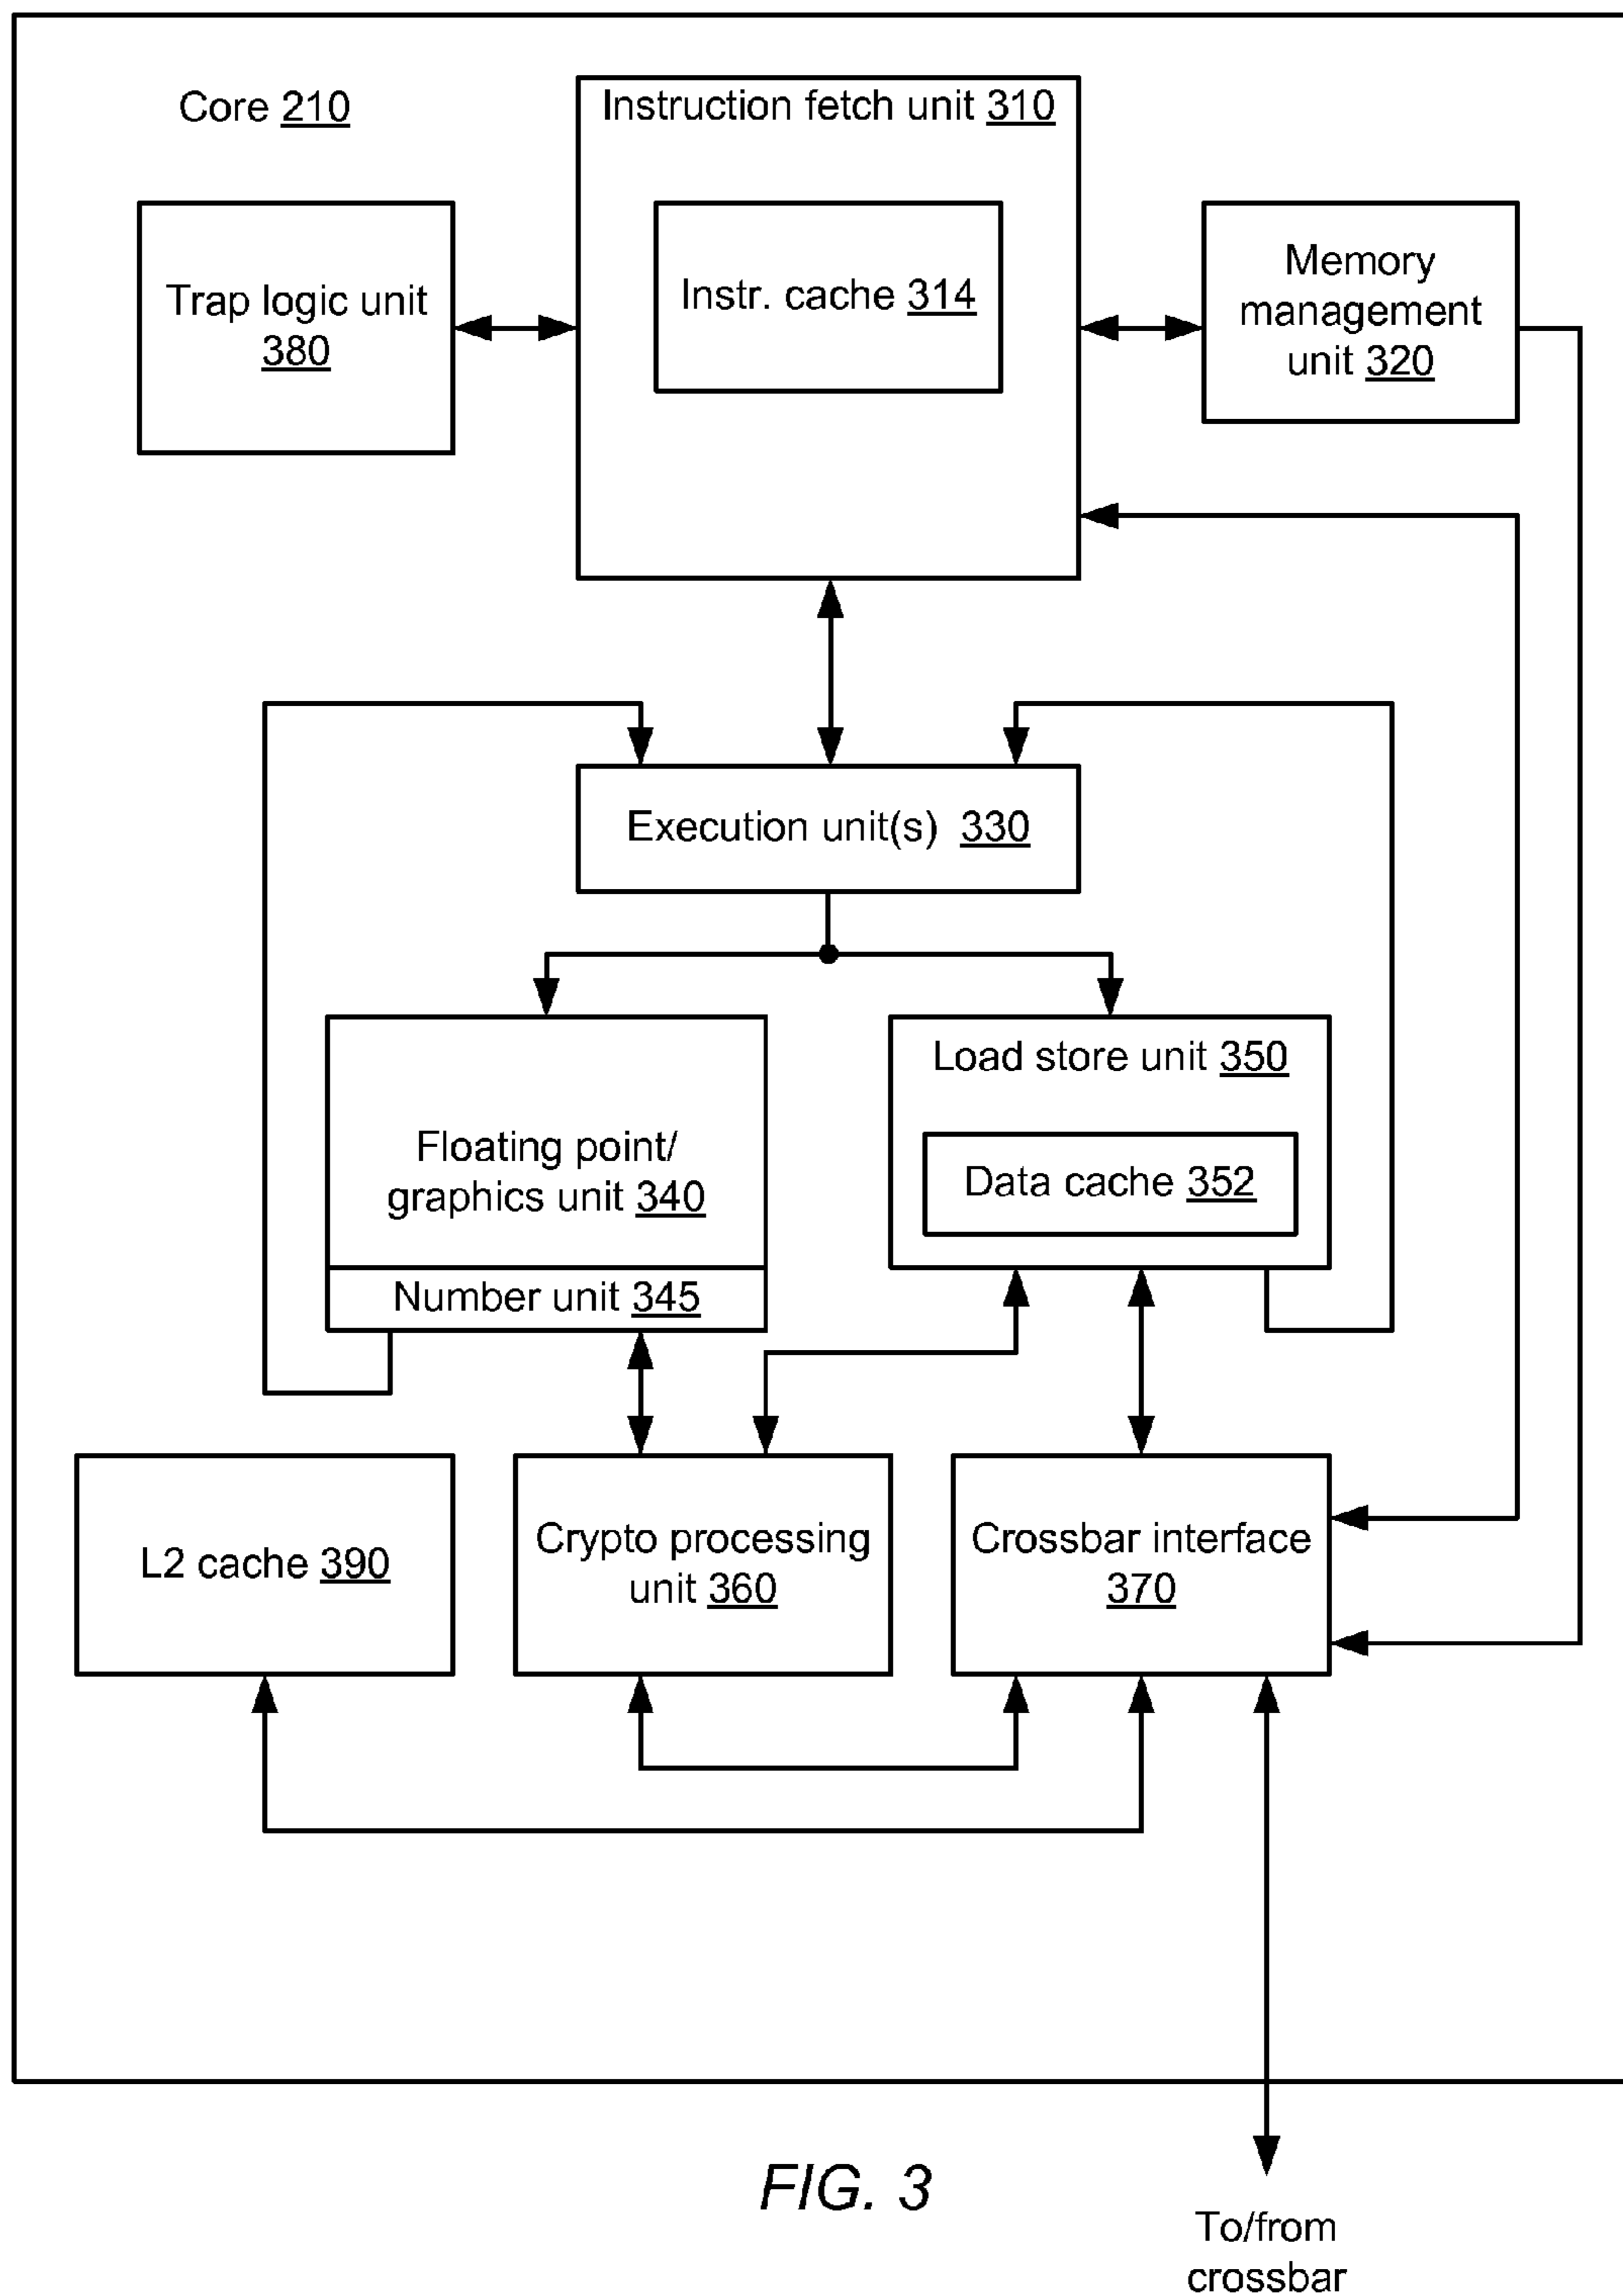 Core 210
Instruction fetch unit 310
Instr. cache 314
Trap logic unit
380
Memory
management
unit 320
Execution unit(s) 330
Floating point/
graphics unit 340
Number unit 345
Load store unit 350
Data cache 352
L2 cache 390
Crypto processing
unit 360
Crossbar interface
370
FIG. 3
To/from
crossbar